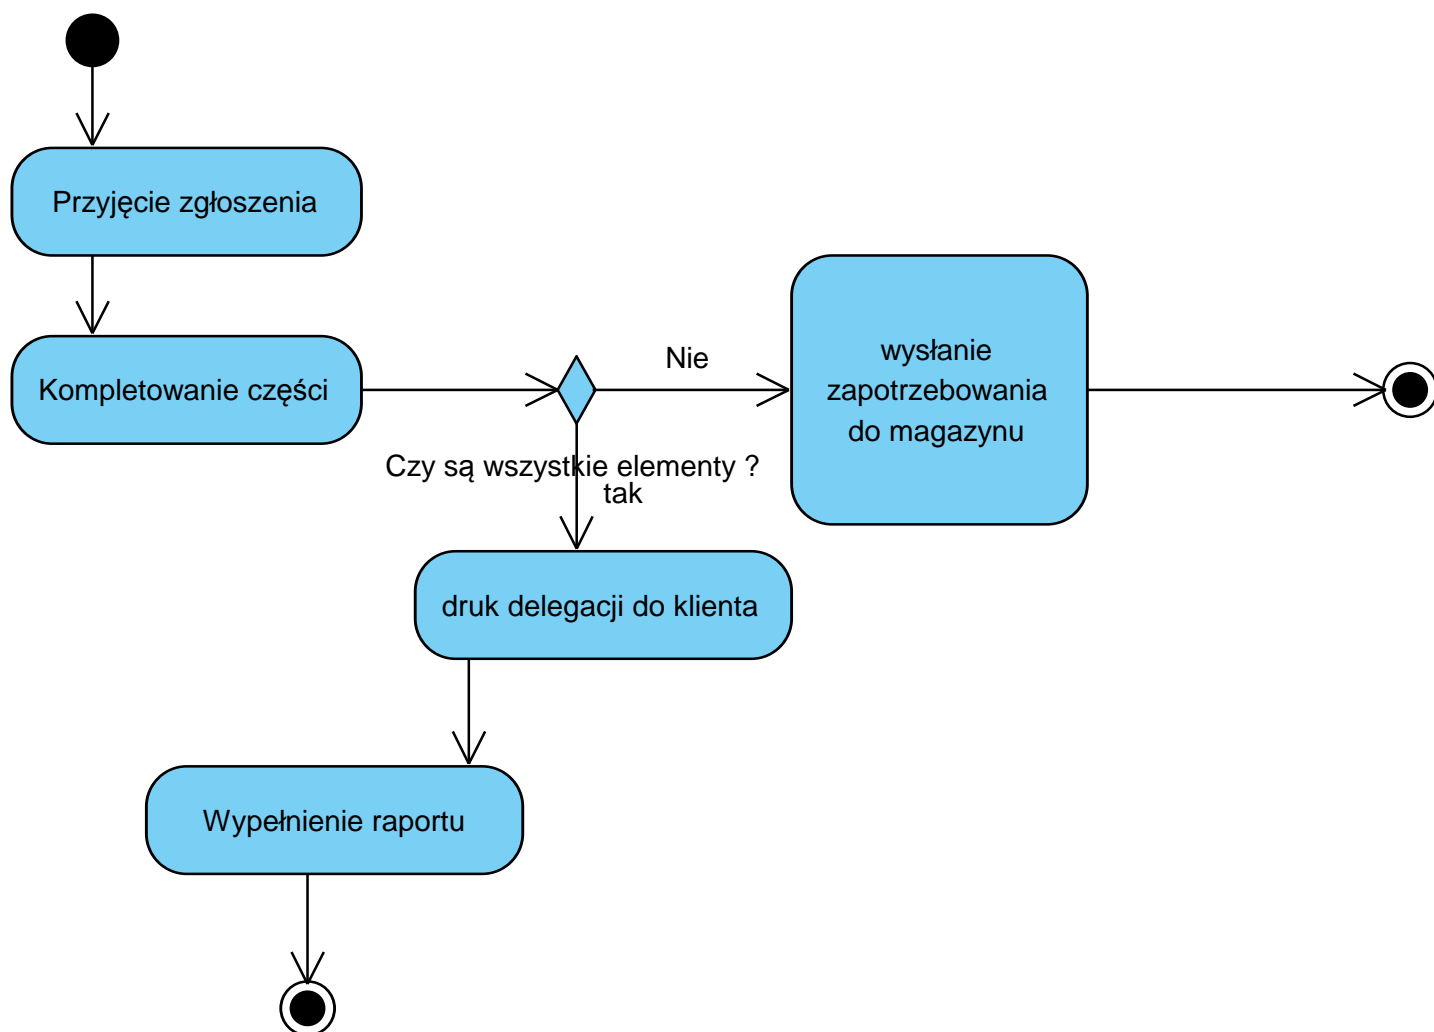 Przyjęcie zgłoszenia
Kompletowanie części
Nie
wysłanie
zapotrzebowania
do magazynu
Czy są wszystkie elementy ?
tak
druk delegacji do klienta
Wypełnienie raportu